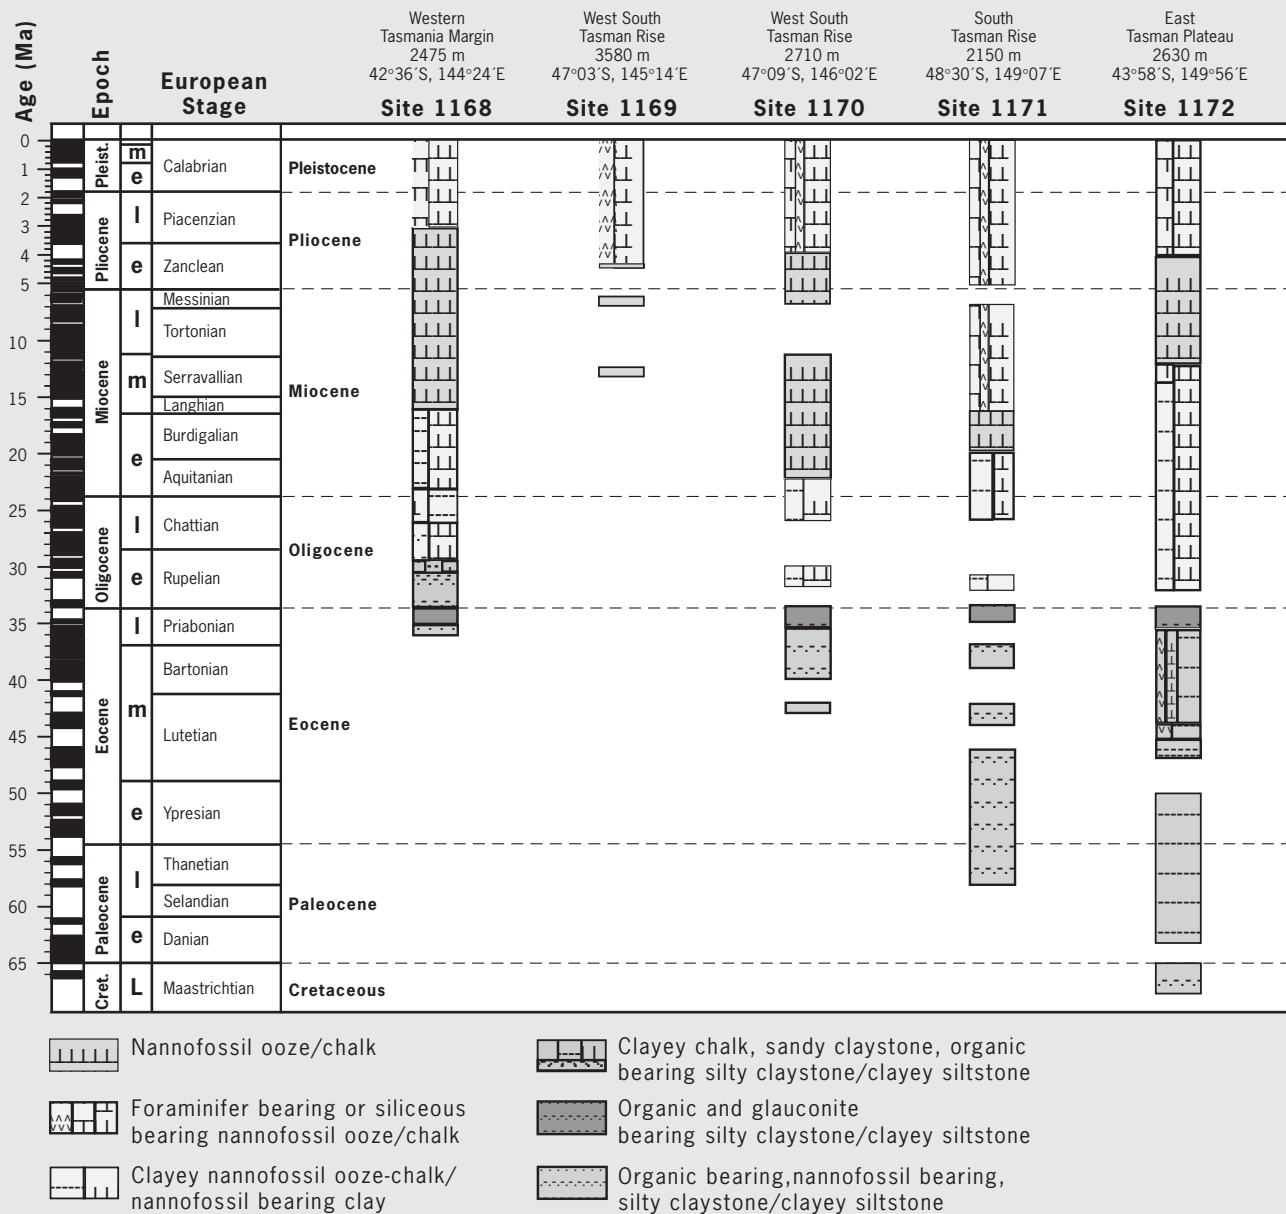 Age (Ma)
Epoch
European
Stage
Western
Tasmania Margin
2475 m
42°36´S, 144°24´E
Site 1168
West South
Tasman Rise
3580 m
47°03´S, 145°14´E
Site 1169
West South
Tasman Rise
2710 m
47°09´S, 146°02´E
Site 1170
South
Tasman Rise
2150 m
48°30´S, 149°07´E
Site 1171
East
Tasman Plateau
2630 m
43°58´S, 149°56´E
Site 1172
0
1
2
3
4
5
10
15
20
25
30
35
40
45
50
55
60
65
Pleist.
Pliocene
Miocene
Oligocene
Eocene
Paleocene
Cret.
m
e
l
e
l
m
e
l
e
l
m
e
l
e
L
Calabrian
Piacenzian
Zanclean
Messinian
Tortonian
Serravallian
Langhian
Burdigalian
Aquitanian
Chattian
Rupelian
Priabonian
Bartonian
Lutetian
Ypresian
Thanetian
Selandian
Danian
Maastrichtian
Pleistocene
Pliocene
Miocene
Oligocene
Eocene
Paleocene
Cretaceous
Nannofossil ooze/chalk
Foraminifer bearing or siliceous
bearing nannofossil ooze/chalk
Clayey nannofossil ooze-chalk/
nannofossil bearing clay
Clayey chalk, sandy claystone, organic
bearing silty claystone/clayey siltstone
Organic and glauconite
bearing silty claystone/clayey siltstone
Organic bearing,nannofossil bearing,
silty claystone/clayey siltstone